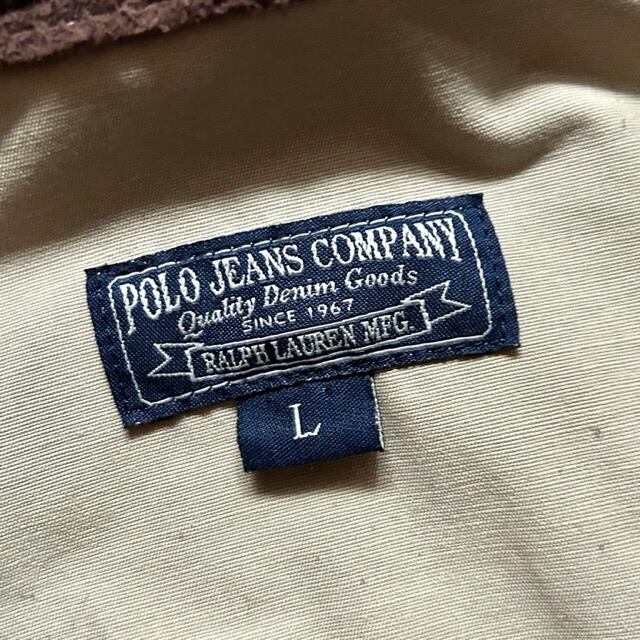 POLO JEANS COMPANY
Quality Denim Goods
SINCE 1967
RALPH LAUREN MFG.
L